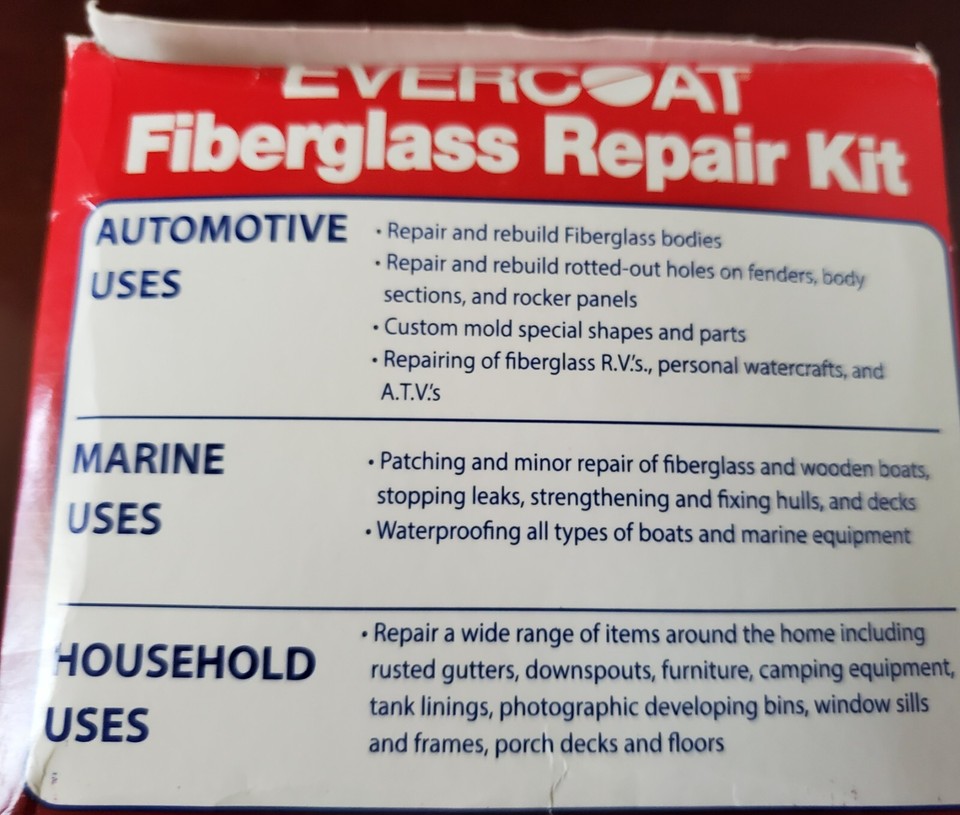 EVERCOAT
Fiberglass Repair Kit
AUTOMOTIVE
USES
• Repair and rebuild Fiberglass bodies
• Repair and rebuild rotted-out holes on fenders, body
sections, and rocker panels
• Custom mold special shapes and parts
• Repairing of fiberglass R.V.'s., personal watercrafts, and
A.T.V.'s
MARINE
USES
• Patching and minor repair of fiberglass and wooden boats,
stopping leaks, strengthening and fixing hulls, and decks
• Waterproofing all types of boats and marine equipment
HOUSEHOLD
USES
• Repair a wide range of items around the home including
rusted gutters, downspouts, furniture, camping equipment,
tank linings, photographic developing bins, window sills
and frames, porch decks and floors